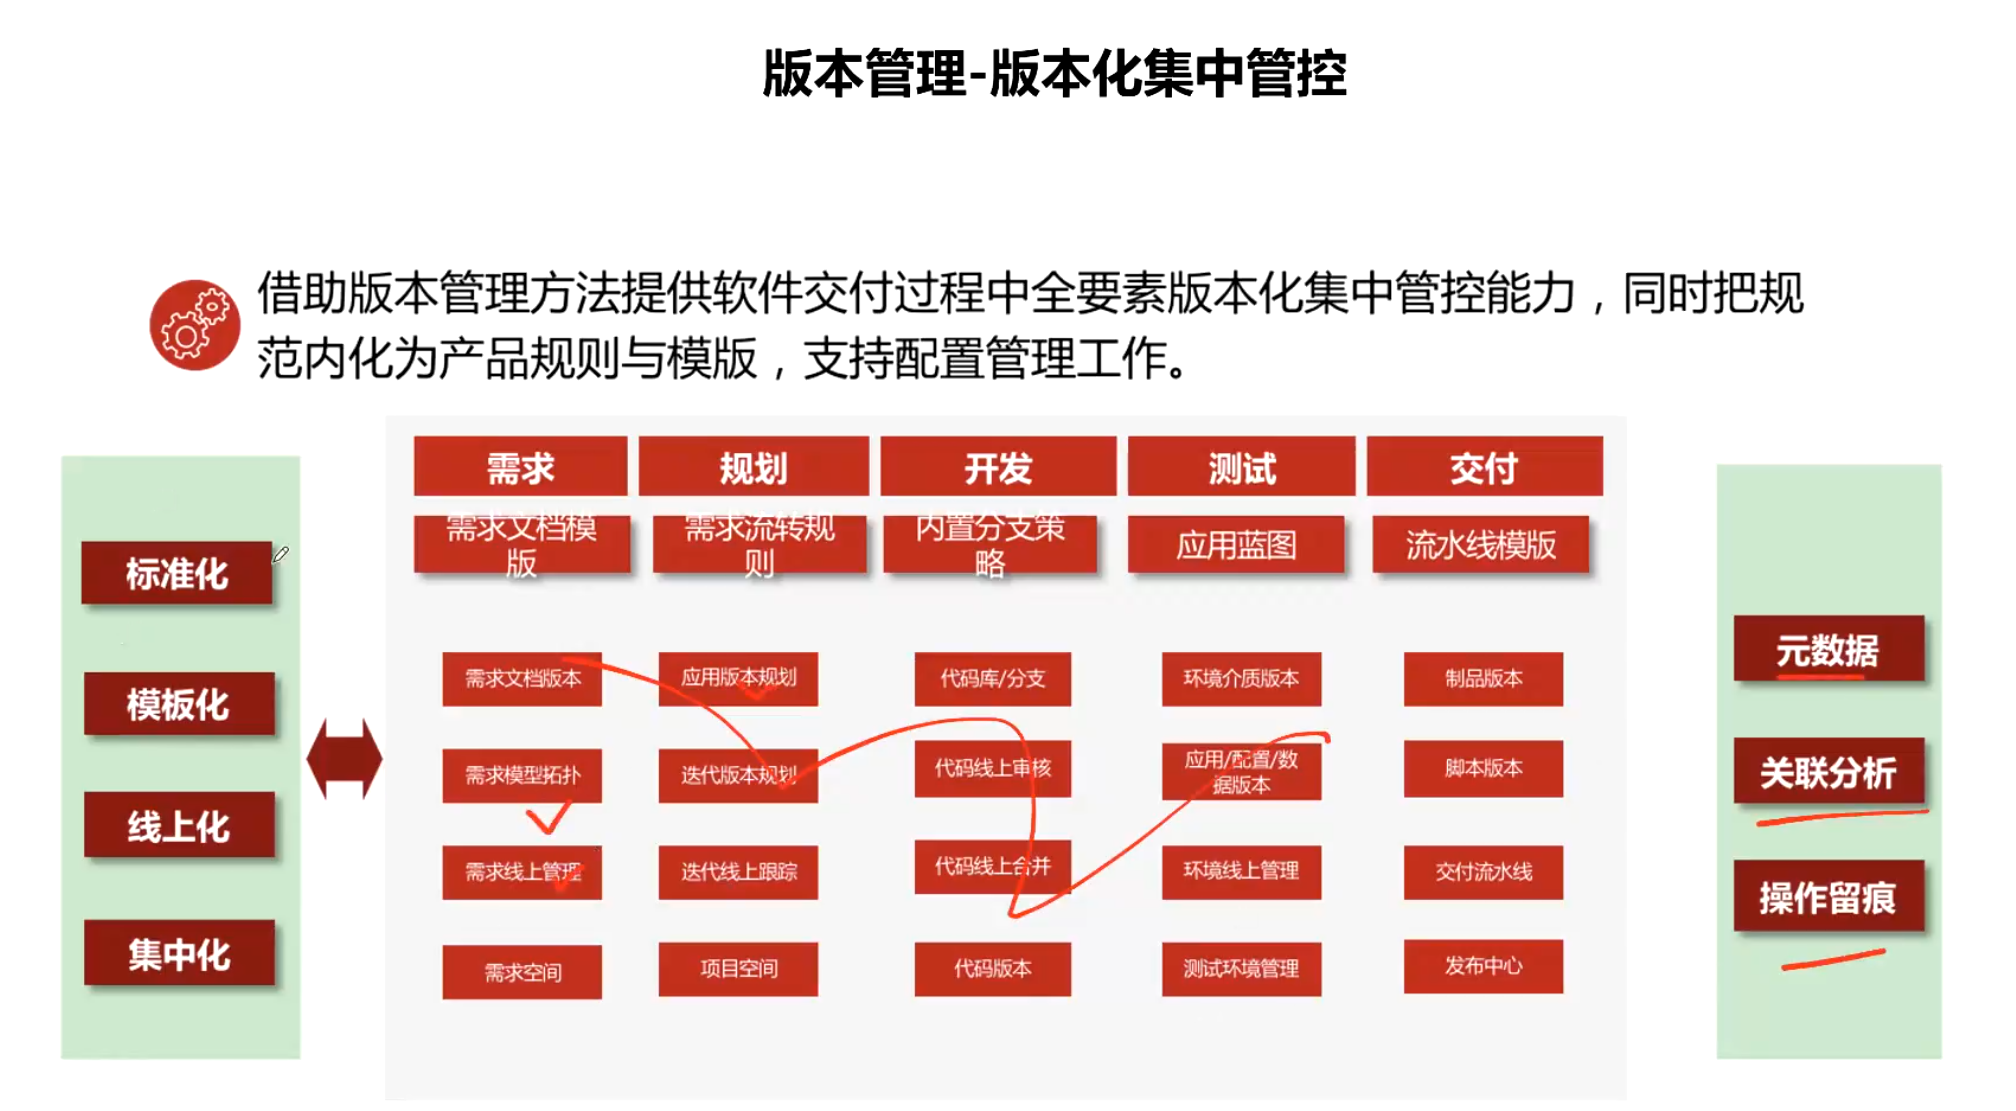 版本管理-版本化集中管控
借助版本管理方法提供软件交付过程中全要素版本化集中管控能力，同时把规
范内化为产品规则与模版，支持配置管理工作。
标准化
模板化
线上化
集中化
需求
规划
开发
测试
交付
需求文档模
版
需求流转规
则
内置分支策
略
应用蓝图
流水线模版
需求文档版本
应用版本规划
代码库/分支
环境介质版本
制品版本
需求模型拓扑
迭代版本规划
代码线上审核
应用/配置/数
据版本
脚本版本
需求线上管理
迭代线上跟踪
代码线上合并
环境线上管理
交付流水线
需求空间
项目空间
代码版本
测试环境管理
发布中心
元数据
关联分析
操作留痕